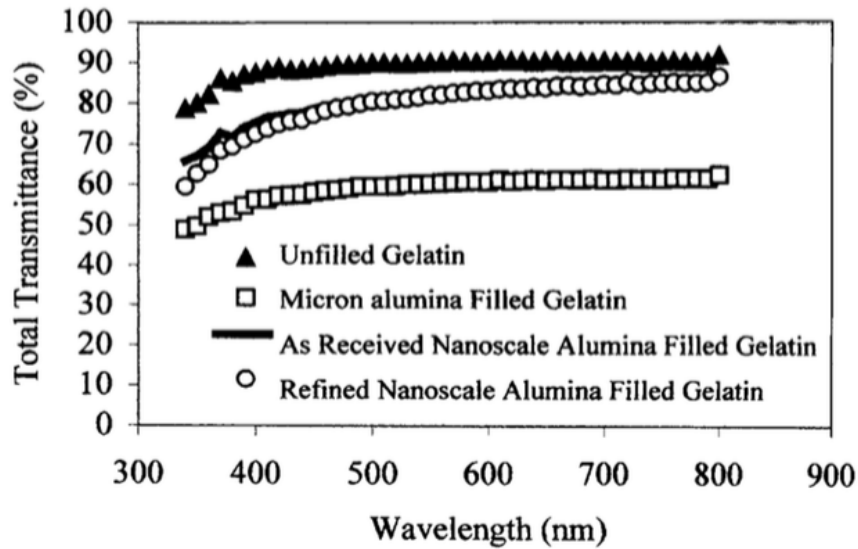 100
90
80
70
60
50
40
30
20
10
0
Total Transmittance (%)
Unfilled Gelatin
Micron alumina Filled Gelatin
As Received Nanoscale Alumina Filled Gelatin
Refined Nanoscale Alumina Filled Gelatin
300 400 500 600 700 800 900
Wavelength (nm)